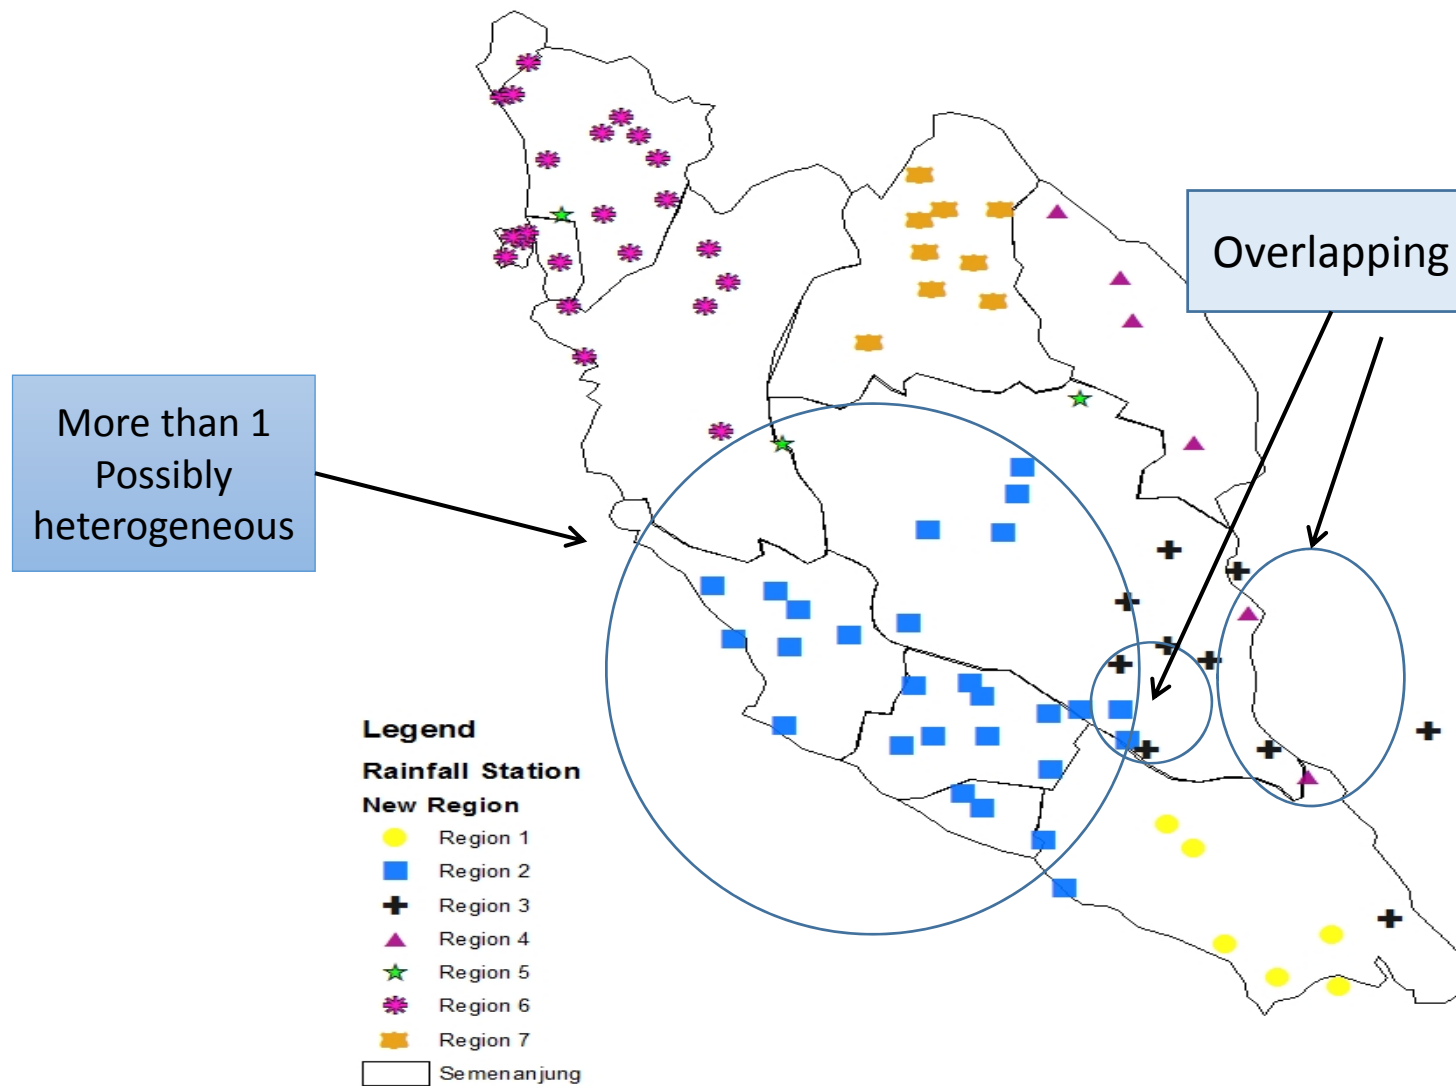 Overlapping
More than 1
Possibly
heterogeneous
Legend
Rainfall Station
New Region
Region 1
Region 2
Region 3
Region 4
Region 5
Region 6
Region 7
Semenanjung